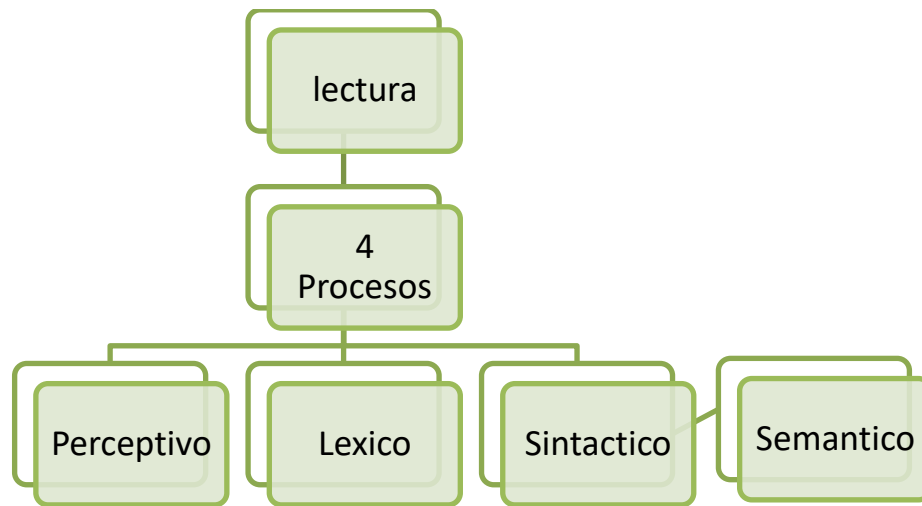 lectura
4
Procesos
Perceptivo
Lexico
Sintactico
Semantico